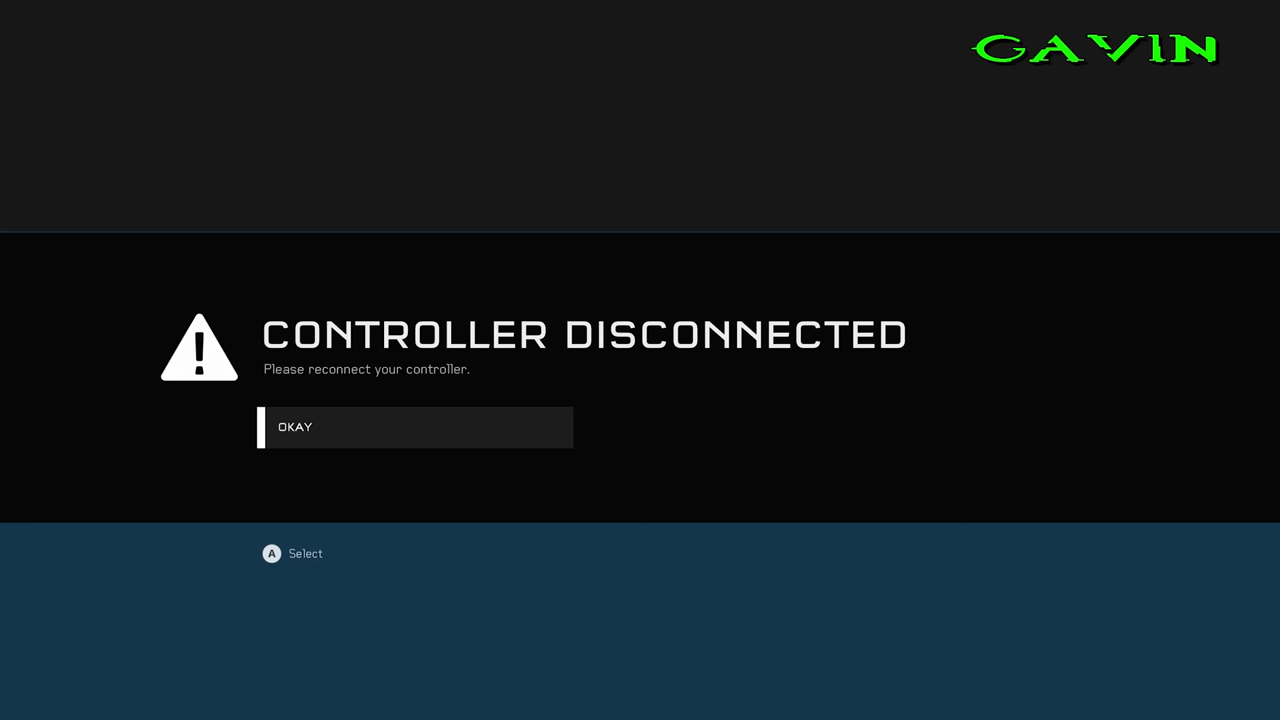 GAVIN
CONTROLLER DISCONNECTED
Please reconnect your controller.
OKAY
A Select